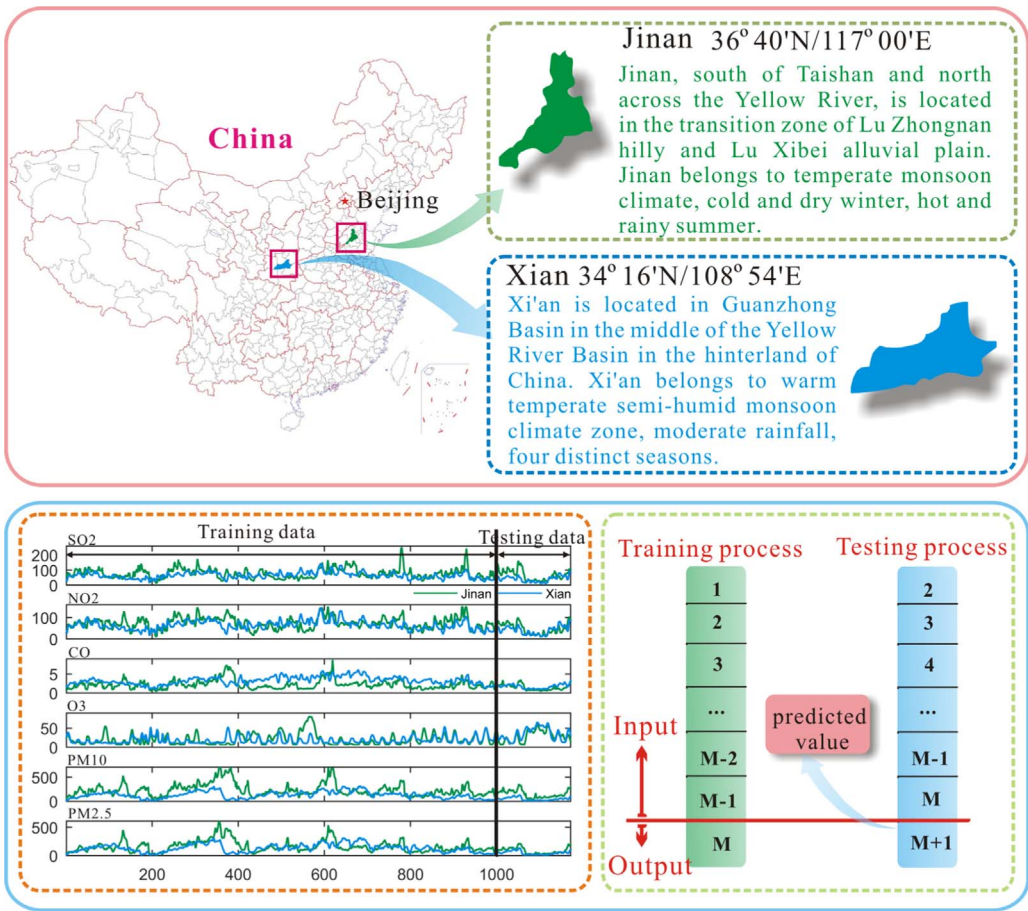 China
Beijing
Jinan 36° 40'N/117° 00'E
Jinan, south of Taishan and north
across the Yellow River, is located
in the transition zone of Lu Zhongnan
hilly and Lu Xibei alluvial plain.
Jinan belongs to temperate monsoon
climate, cold and dry winter, hot and
rainy summer.
Xian 34° 16'N/108° 54'E
Xi'an is located in Guanzhong
Basin in the middle of the Yellow
River Basin in the hinterland of
China. Xi'an belongs to warm
temperate semi-humid monsoon
climate zone, moderate rainfall,
four distinct seasons.
Training data
Testing data
SO2
200
100
0
Jinan
Xian
NO2
100
0
CO
5
0
O3
50
0
PM10
500
0
PM2.5
500
0
0
200
400
600
800
1000
Training process
1
2
3
...
M-2
M-1
M
Input
Output
predicted
value
Testing process
2
3
4
...
M-1
M
M+1